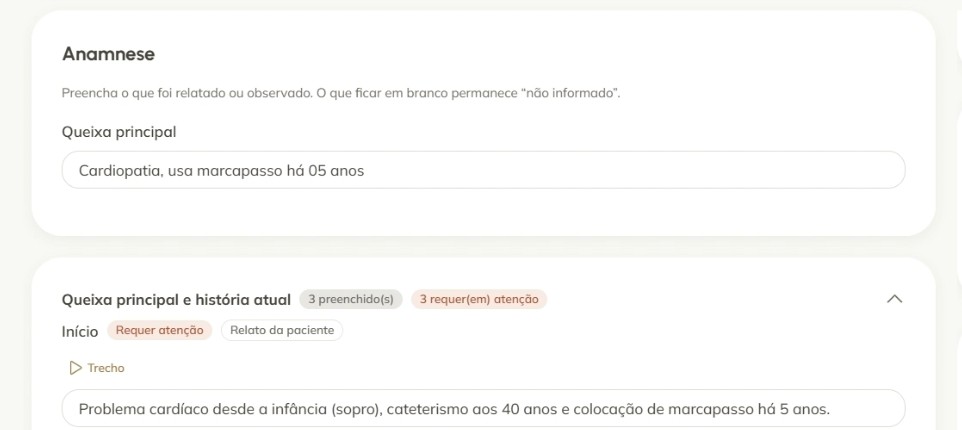 Anamnese
Preencha o que foi relatado ou observado. O que ficar em branco permanece “não informado”.
Queixa principal
Cardiopatia, usa marcapasso há 05 anos
Queixa principal e história atual 3 preenchido(s) 3 requer(em) atenção
Início Requer atenção Relato da paciente
Trecho
Problema cardíaco desde a infância (sopro), cateterismo aos 40 anos e colocação de marcapasso há 5 anos.